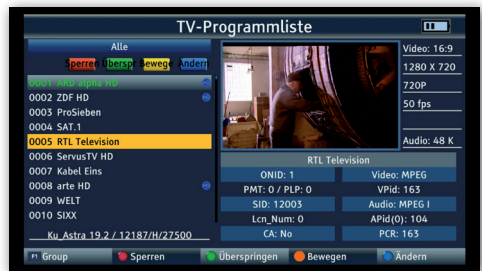 TV-Programmliste
Alle
Sperren Überspr Bewege Ändern
0001 ARD alpha HD
0002 ZDF HD
0003 ProSieben
0004 SAT.1
0005 RTL Television
0006 ServusTV HD
0007 Kabel Eins
0008 arte HD
0009 WELT
0010 SIXX
Ku_Astra 19.2 / 12187/H/27500
Video: 16:9
1280 X 720
720P
50 fps
Audio: 48 K
RTL Television
ONID: 1 Video: MPEG
PMT: 0 / PLP: 0 VPid: 163
SID: 12003 Audio: MPEG I
Lcn_Num: 0 APid(0): 104
CA: No PCR: 163
F1 Group Sperren Überspringen Bewegen Ändern